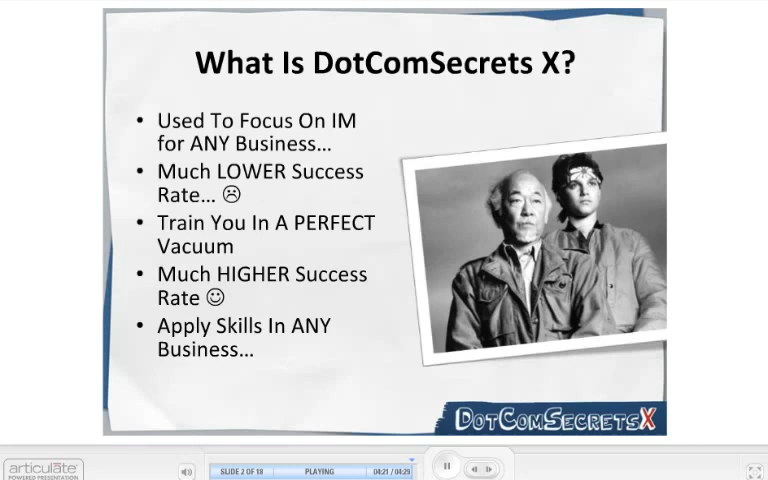 What Is DotComSecrets X?
• Used To Focus On IM
for ANY Business...
• Much LOWER Success
Rate... ☹
• Train You In A PERFECT
Vacuum
• Much HIGHER Success
Rate ☺
• Apply Skills In ANY
Business...
DOTCOMSECRETSX
articulate
POWERED PRESENTATION
SLIDE 2 OF 18 PLAYING 04:21 / 04:29